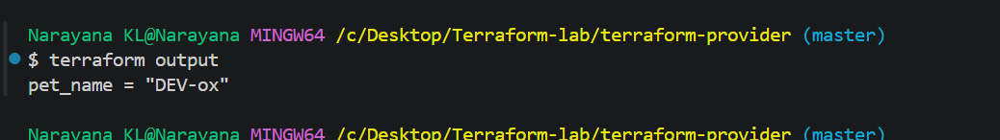 Narayana KL@Narayana MINGW64 /c/Desktop/Terraform-lab/terraform-provider (master)
$ terraform output
pet_name = "DEV-ox"
Narayana KL@Narayana MINGW64 /c/Desktop/Terraform-lab/terraform-provider (master)